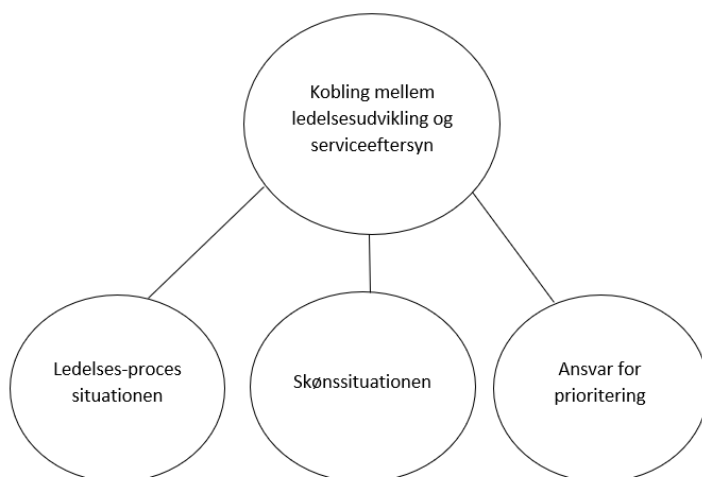 Kobling mellem
ledelsesudvikling og
serviceeftersyn
Ledelses-proces
situationen
Skønssituationen
Ansvar for
prioritering